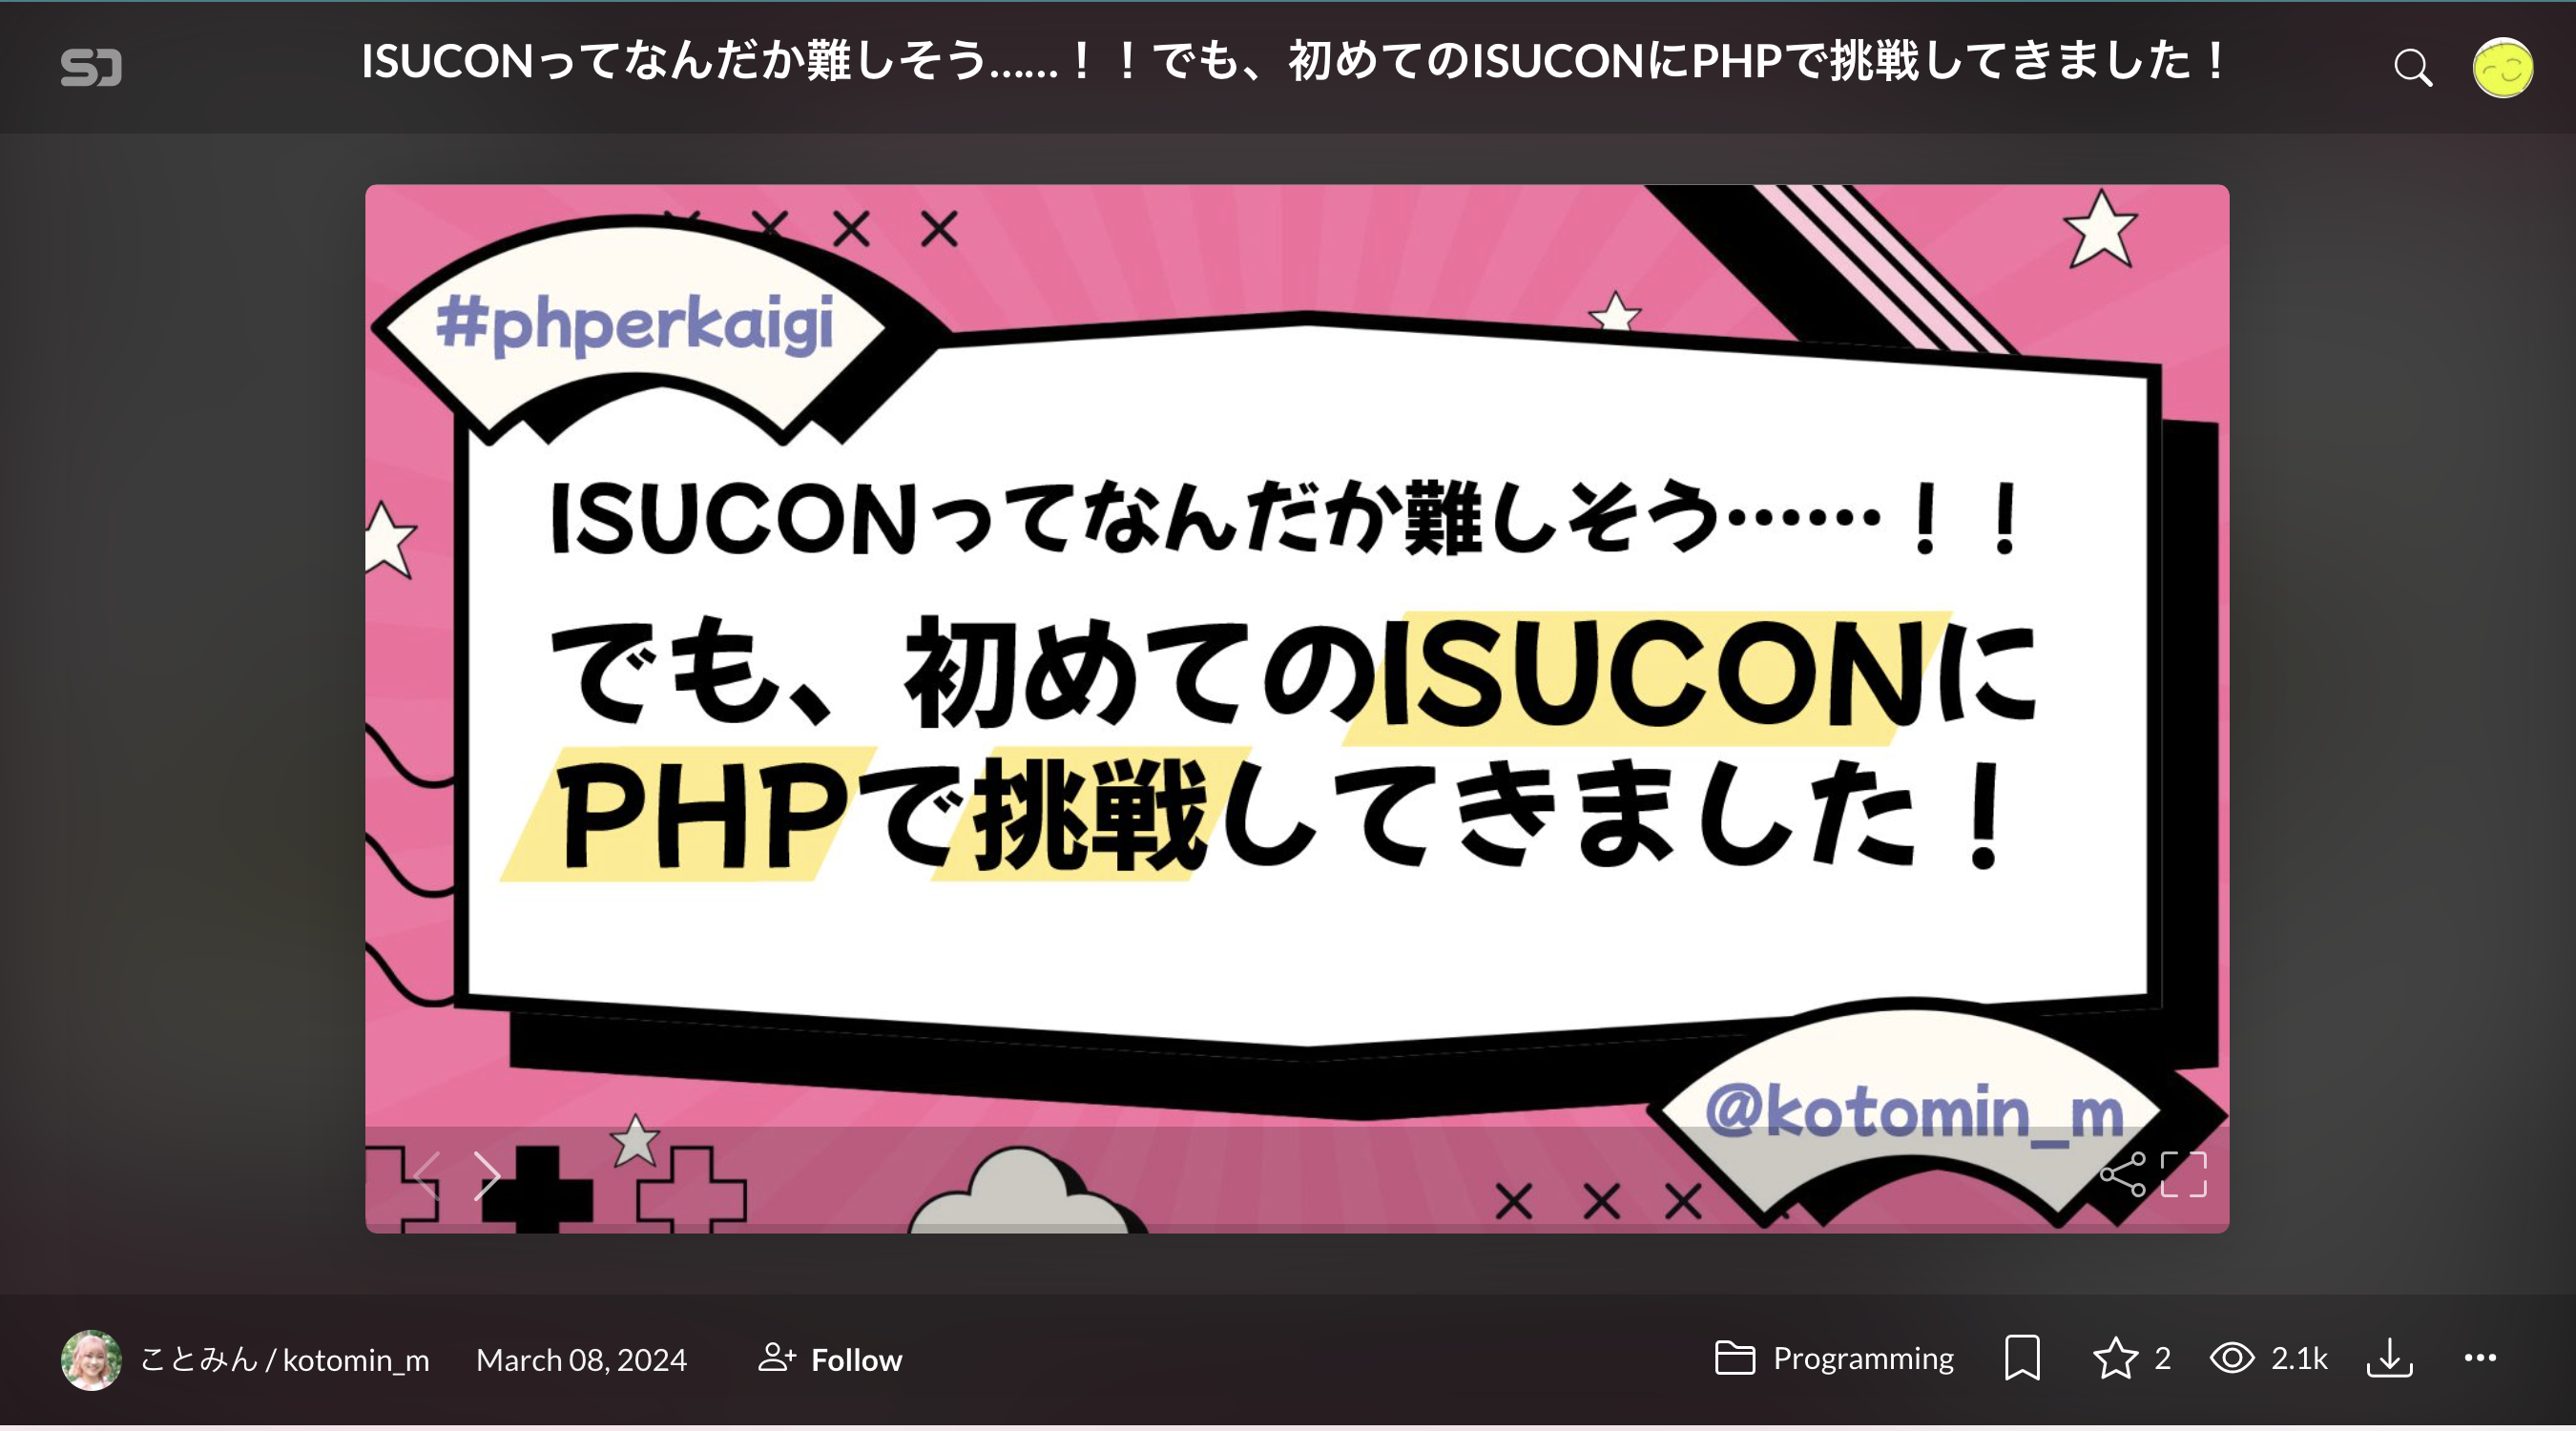 ISUCONってなんだか難しそう……！！でも、初めてのISUCONにPHPで挑戦してきました！
#phperkaigi
ISUCONってなんだか難しそう……！！
でも、初めてのISUCONに
PHPで挑戦してきました！
@kotomin_m
ことみん / kotomin_m
March 08, 2024
Follow
Programming
2
2.1k